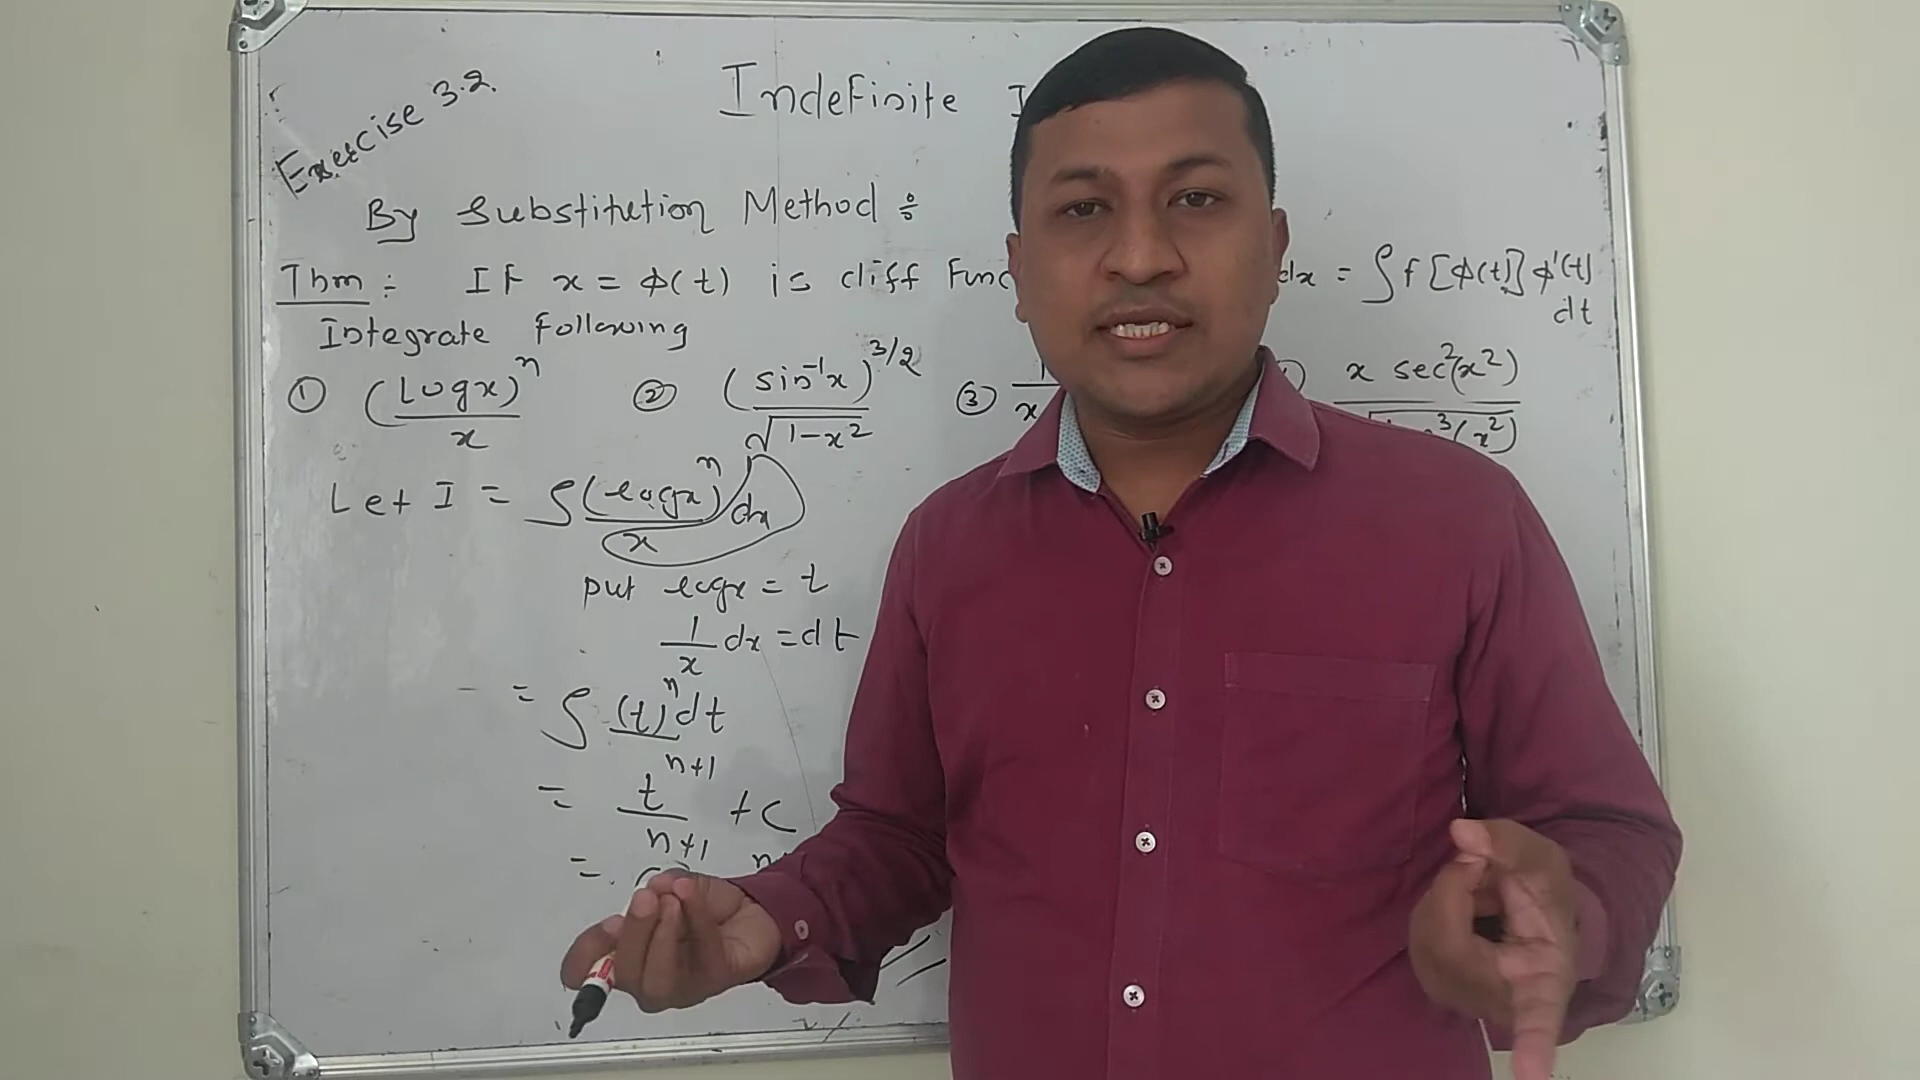 Exercise 3.2.
Indefinite I
By Substitution Method :
Thm : If x = φ(t) is diff Func dx = ∫ f [φ(t)] φ'(t) dt
Integrate Following
① (Logx)^n / x ② (sin⁻¹x)^3/2 / √1-x² ③ 1 / x x sec²(x²) / √ ³(x²)
Let I = ∫ (logx)^n / x dx
put logx = t
1/x dx = dt
= ∫ (t)^n dt
= t^n+1 / n+1 + c
=